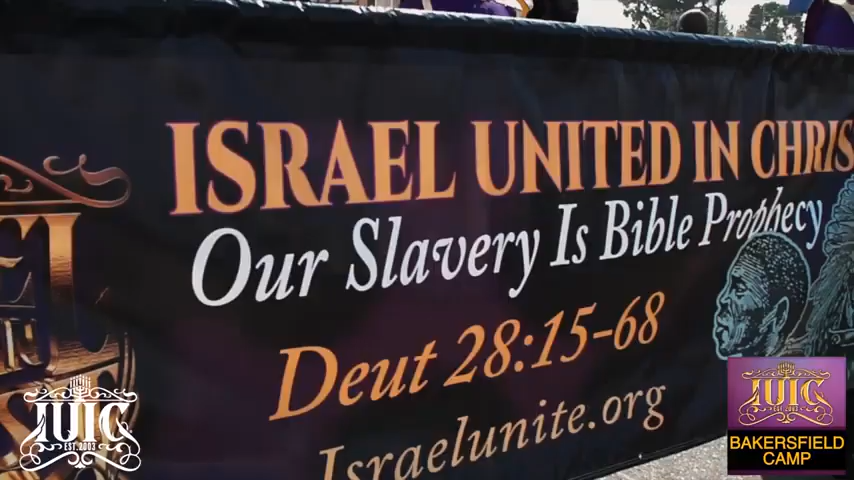 ISRAEL UNITED IN CHRIS
Our Slavery Is Bible Prophecy
Deut 28:15-68
Israelunite.org
IUIC
EST. 2003
IUIC
BAKERSFIELD
CAMP